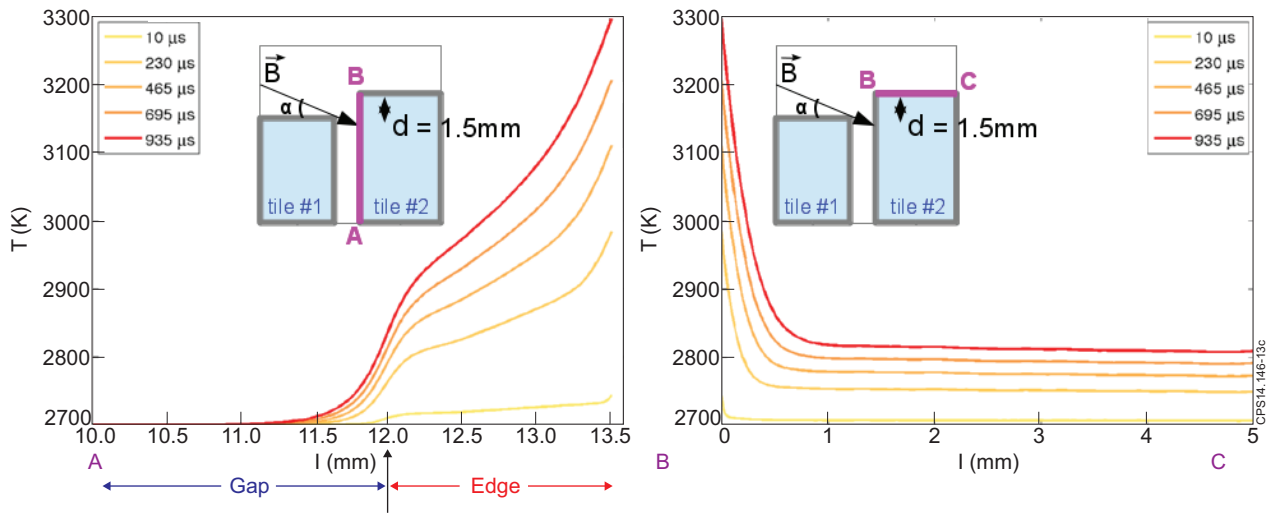 3300
3200
3100
3000
2900
2800
2700
T (K)
10 μs
230 μs
465 μs
695 μs
935 μs
B
α
B
d = 1.5mm
tile #1
tile #2
A
10.0 10.5 11.0 11.5 12.0 12.5 13.0 13.5
A
l (mm)
Gap
Edge
3300
3200
3100
3000
2900
2800
2700
T (K)
10 μs
230 μs
465 μs
695 μs
935 μs
B
α
B C
d = 1.5mm
tile #1
tile #2
0 1 2 3 4 5
B
l (mm)
C
CPS14.146-13c